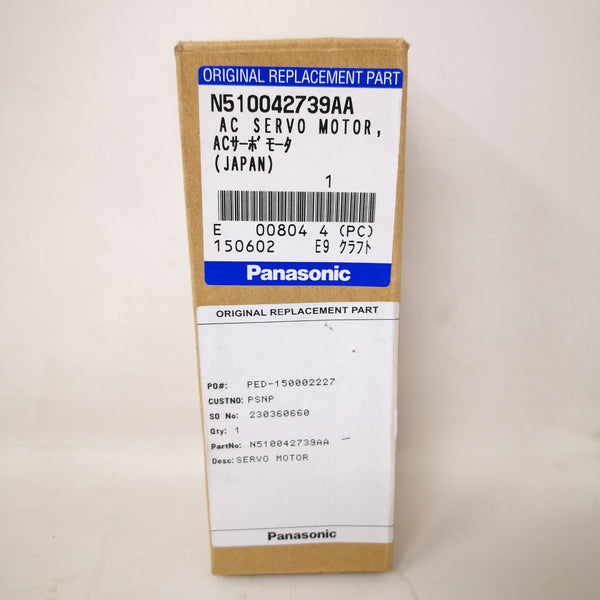 ORIGINAL REPLACEMENT PART
N510042739AA
AC SERVO MOTOR,
ACサーボモータ
(JAPAN)
1
E 00804 4 (PC)
150602 E9 クラフト
Panasonic
ORIGINAL REPLACEMENT PART
PO#: PED-150002227
CUSTNO: PSNP
SO No: 230360660
Qty: 1
PartNo: N510042739AA
Desc: SERVO MOTOR
Panasonic